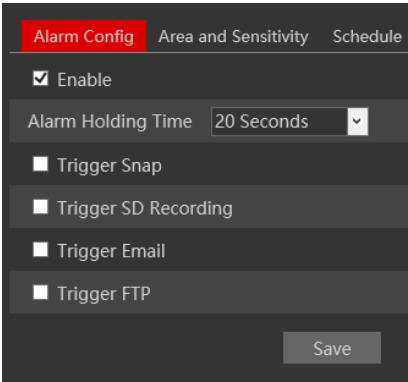 Alarm Config Area and Sensitivity Schedule
Enable
Alarm Holding Time 20 Seconds
Trigger Snap
Trigger SD Recording
Trigger Email
Trigger FTP
Save